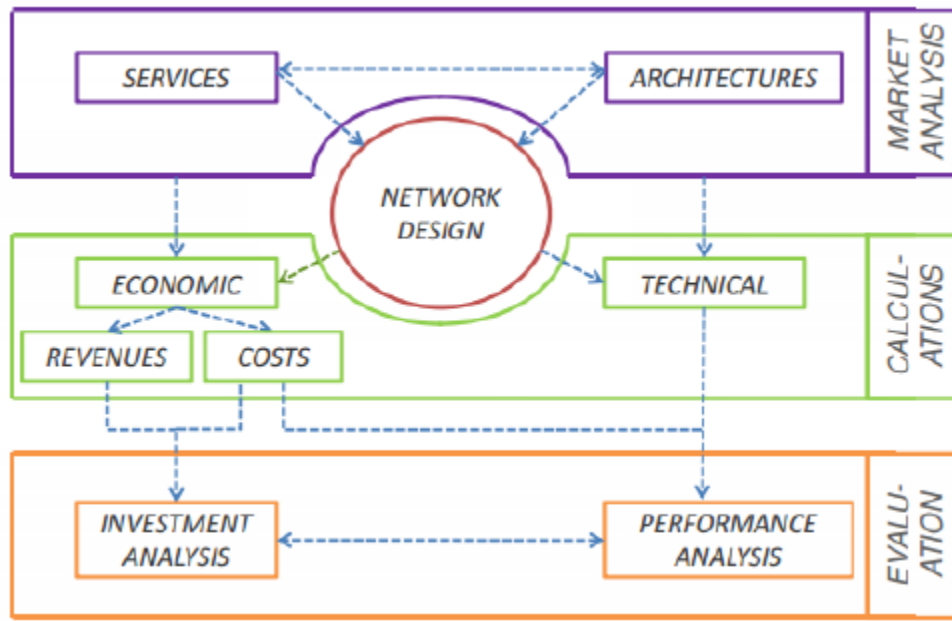 SERVICES
ARCHITECTURES
MARKET
ANALYSIS
NETWORK
DESIGN
ECONOMIC
TECHNICAL
REVENUES
COSTS
CALCUL-
ATIONS
INVESTMENT
ANALYSIS
PERFORMANCE
ANALYSIS
EVALU-
ATION